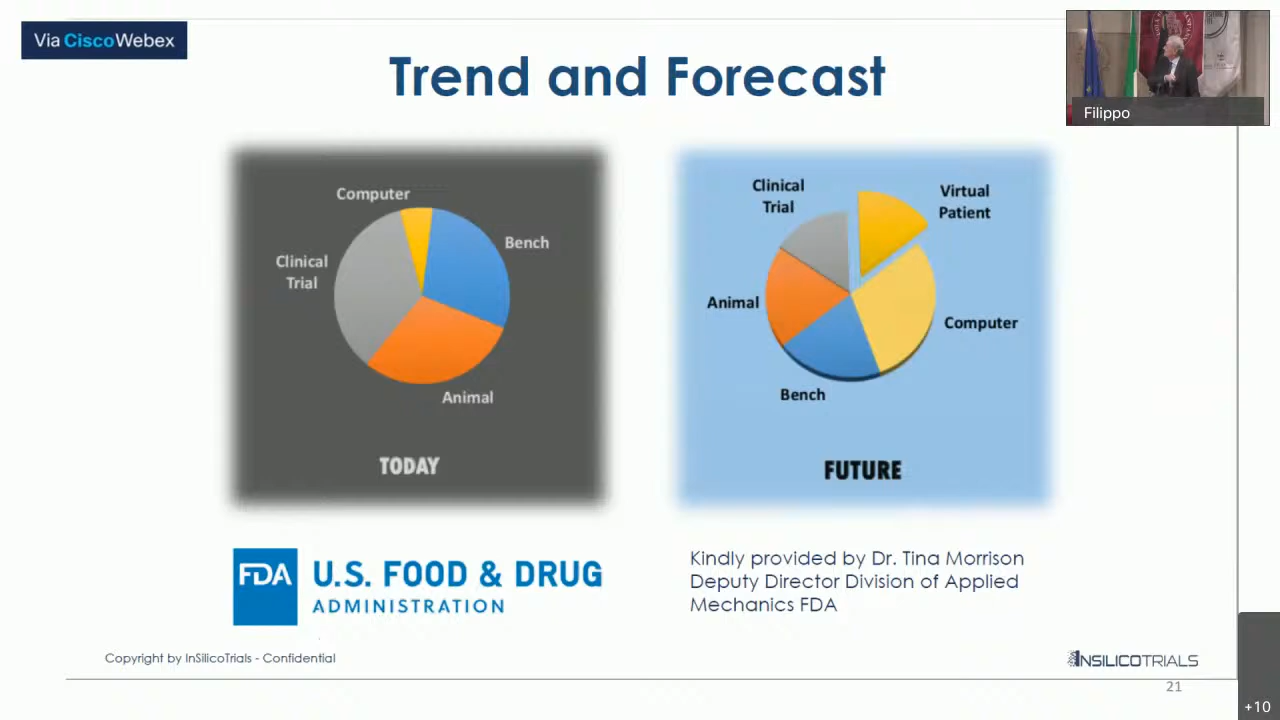 Via CiscoWebex
Trend and Forecast
Filippo
Computer
Bench
Clinical
Trial
Animal
TODAY
Clinical
Trial
Virtual
Patient
Animal
Computer
Bench
FUTURE
FDA
U.S. FOOD & DRUG
ADMINISTRATION
Kindly provided by Dr. Tina Morrison
Deputy Director Division of Applied
Mechanics FDA
Copyright by InSilicoTrials - Confidential
INSILICOTRIALS
21
+10